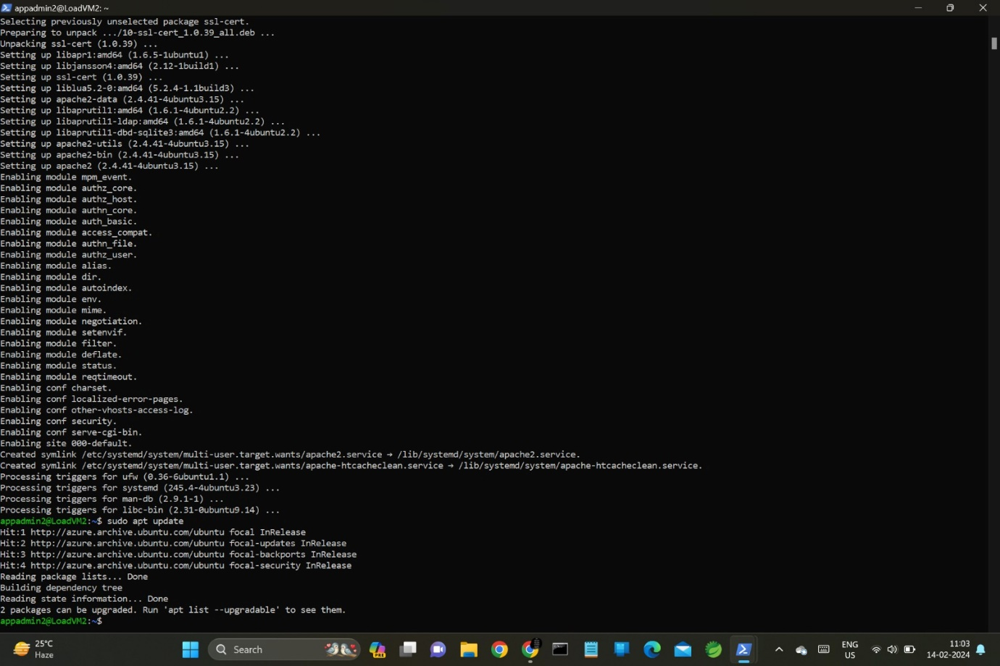 appadmin2@LoadVM2: ~
Selecting previously unselected package ssl-cert.
Preparing to unpack .../10-ssl-cert_1.0.39_all.deb ...
Unpacking ssl-cert (1.0.39) ...
Setting up libapr1:amd64 (1.6.5-1ubuntu1) ...
Setting up libjansson4:amd64 (2.12-1build1) ...
Setting up ssl-cert (1.0.39) ...
Setting up liblua5.2-0:amd64 (5.2.4-1.1build3) ...
Setting up apache2-data (2.4.41-4ubuntu3.15) ...
Setting up libaprutil1:amd64 (1.6.1-4ubuntu2.2) ...
Setting up libaprutil1-ldap:amd64 (1.6.1-4ubuntu2.2) ...
Setting up libaprutil1-dbd-sqlite3:amd64 (1.6.1-4ubuntu2.2) ...
Setting up apache2-utils (2.4.41-4ubuntu3.15) ...
Setting up apache2-bin (2.4.41-4ubuntu3.15) ...
Setting up apache2 (2.4.41-4ubuntu3.15) ...
Enabling module mpm_event.
Enabling module authz_core.
Enabling module authz_host.
Enabling module authn_core.
Enabling module auth_basic.
Enabling module access_compat.
Enabling module authn_file.
Enabling module authz_user.
Enabling module alias.
Enabling module dir.
Enabling module autoindex.
Enabling module env.
Enabling module mime.
Enabling module negotiation.
Enabling module setenvif.
Enabling module filter.
Enabling module deflate.
Enabling module status.
Enabling module reqtimeout.
Enabling conf charset.
Enabling conf localized-error-pages.
Enabling conf other-vhosts-access-log.
Enabling conf security.
Enabling conf serve-cgi-bin.
Enabling site 000-default.
Created symlink /etc/systemd/system/multi-user.target.wants/apache2.service → /lib/systemd/system/apache2.service.
Created symlink /etc/systemd/system/multi-user.target.wants/apache-htcacheclean.service → /lib/systemd/system/apache-htcacheclean.service.
Processing triggers for ufw (0.36-6ubuntu1.1) ...
Processing triggers for systemd (245.4-4ubuntu3.23) ...
Processing triggers for man-db (2.9.1-1) ...
Processing triggers for libc-bin (2.31-0ubuntu9.14) ...
appadmin2@LoadVM2:~$ sudo apt update
Hit:1 http://azure.archive.ubuntu.com/ubuntu focal InRelease
Hit:2 http://azure.archive.ubuntu.com/ubuntu focal-updates InRelease
Hit:3 http://azure.archive.ubuntu.com/ubuntu focal-backports InRelease
Hit:4 http://azure.archive.ubuntu.com/ubuntu focal-security InRelease
Reading package lists... Done
Building dependency tree
Reading state information... Done
2 packages can be upgraded. Run 'apt list --upgradable' to see them.
appadmin2@LoadVM2:~$
25°C
Haze
Search
PRE
ENG
US
11:03
14-02-2024